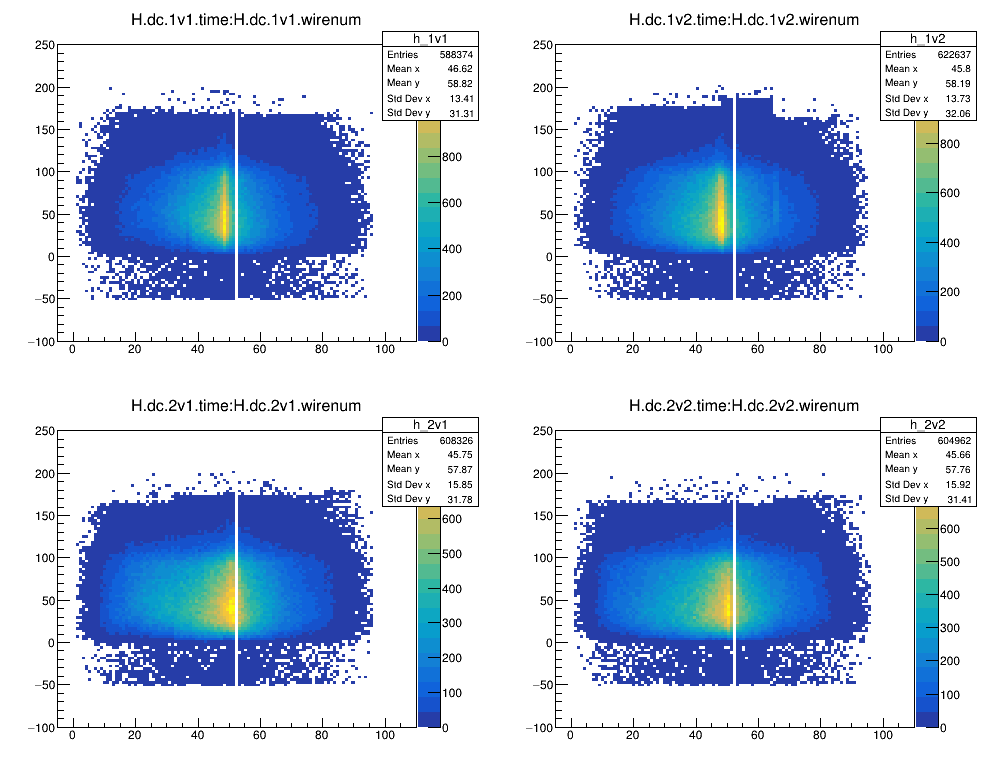 H.dc.1v1.time:H.dc.1v1.wirenum
h_1v1
Entries 588374
Mean x 46.62
Mean y 58.82
Std Dev x 13.41
Std Dev y 31.31
250
200
150
100
50
0
−50
−100
0 20 40 60 80 100
800
600
400
200
0
H.dc.1v2.time:H.dc.1v2.wirenum
h_1v2
Entries 622637
Mean x 45.8
Mean y 58.19
Std Dev x 13.73
Std Dev y 32.06
250
200
150
100
50
0
−50
−100
0 20 40 60 80 100
800
600
400
200
0
H.dc.2v1.time:H.dc.2v1.wirenum
h_2v1
Entries 608326
Mean x 45.75
Mean y 57.87
Std Dev x 15.85
Std Dev y 31.78
250
200
150
100
50
0
−50
−100
0 20 40 60 80 100
600
500
400
300
200
100
0
H.dc.2v2.time:H.dc.2v2.wirenum
h_2v2
Entries 604962
Mean x 45.66
Mean y 57.76
Std Dev x 15.92
Std Dev y 31.41
250
200
150
100
50
0
−50
−100
0 20 40 60 80 100
600
500
400
300
200
100
0